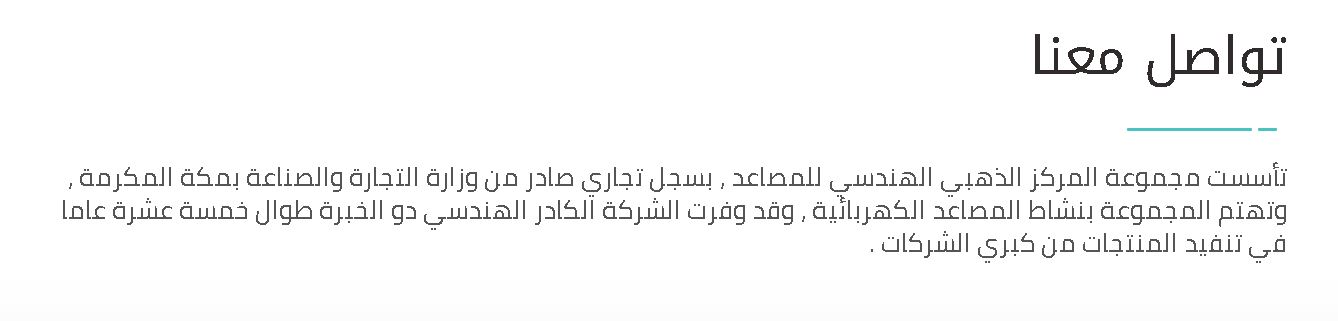 تواصل معنا
تأسست مجموعة المركز الذهبي الهندسي للمصاعد , بسجل تجاري صادر من وزارة التجارة والصناعة بمكة المكرمة ,
وتهتم المجموعة بنشاط المصاعد الكهربائية , وقد وفرت الشركة الكادر الهندسي دو الخبرة طوال خمسة عشرة عاما
في تنفيد المنتجات من كبري الشركات .